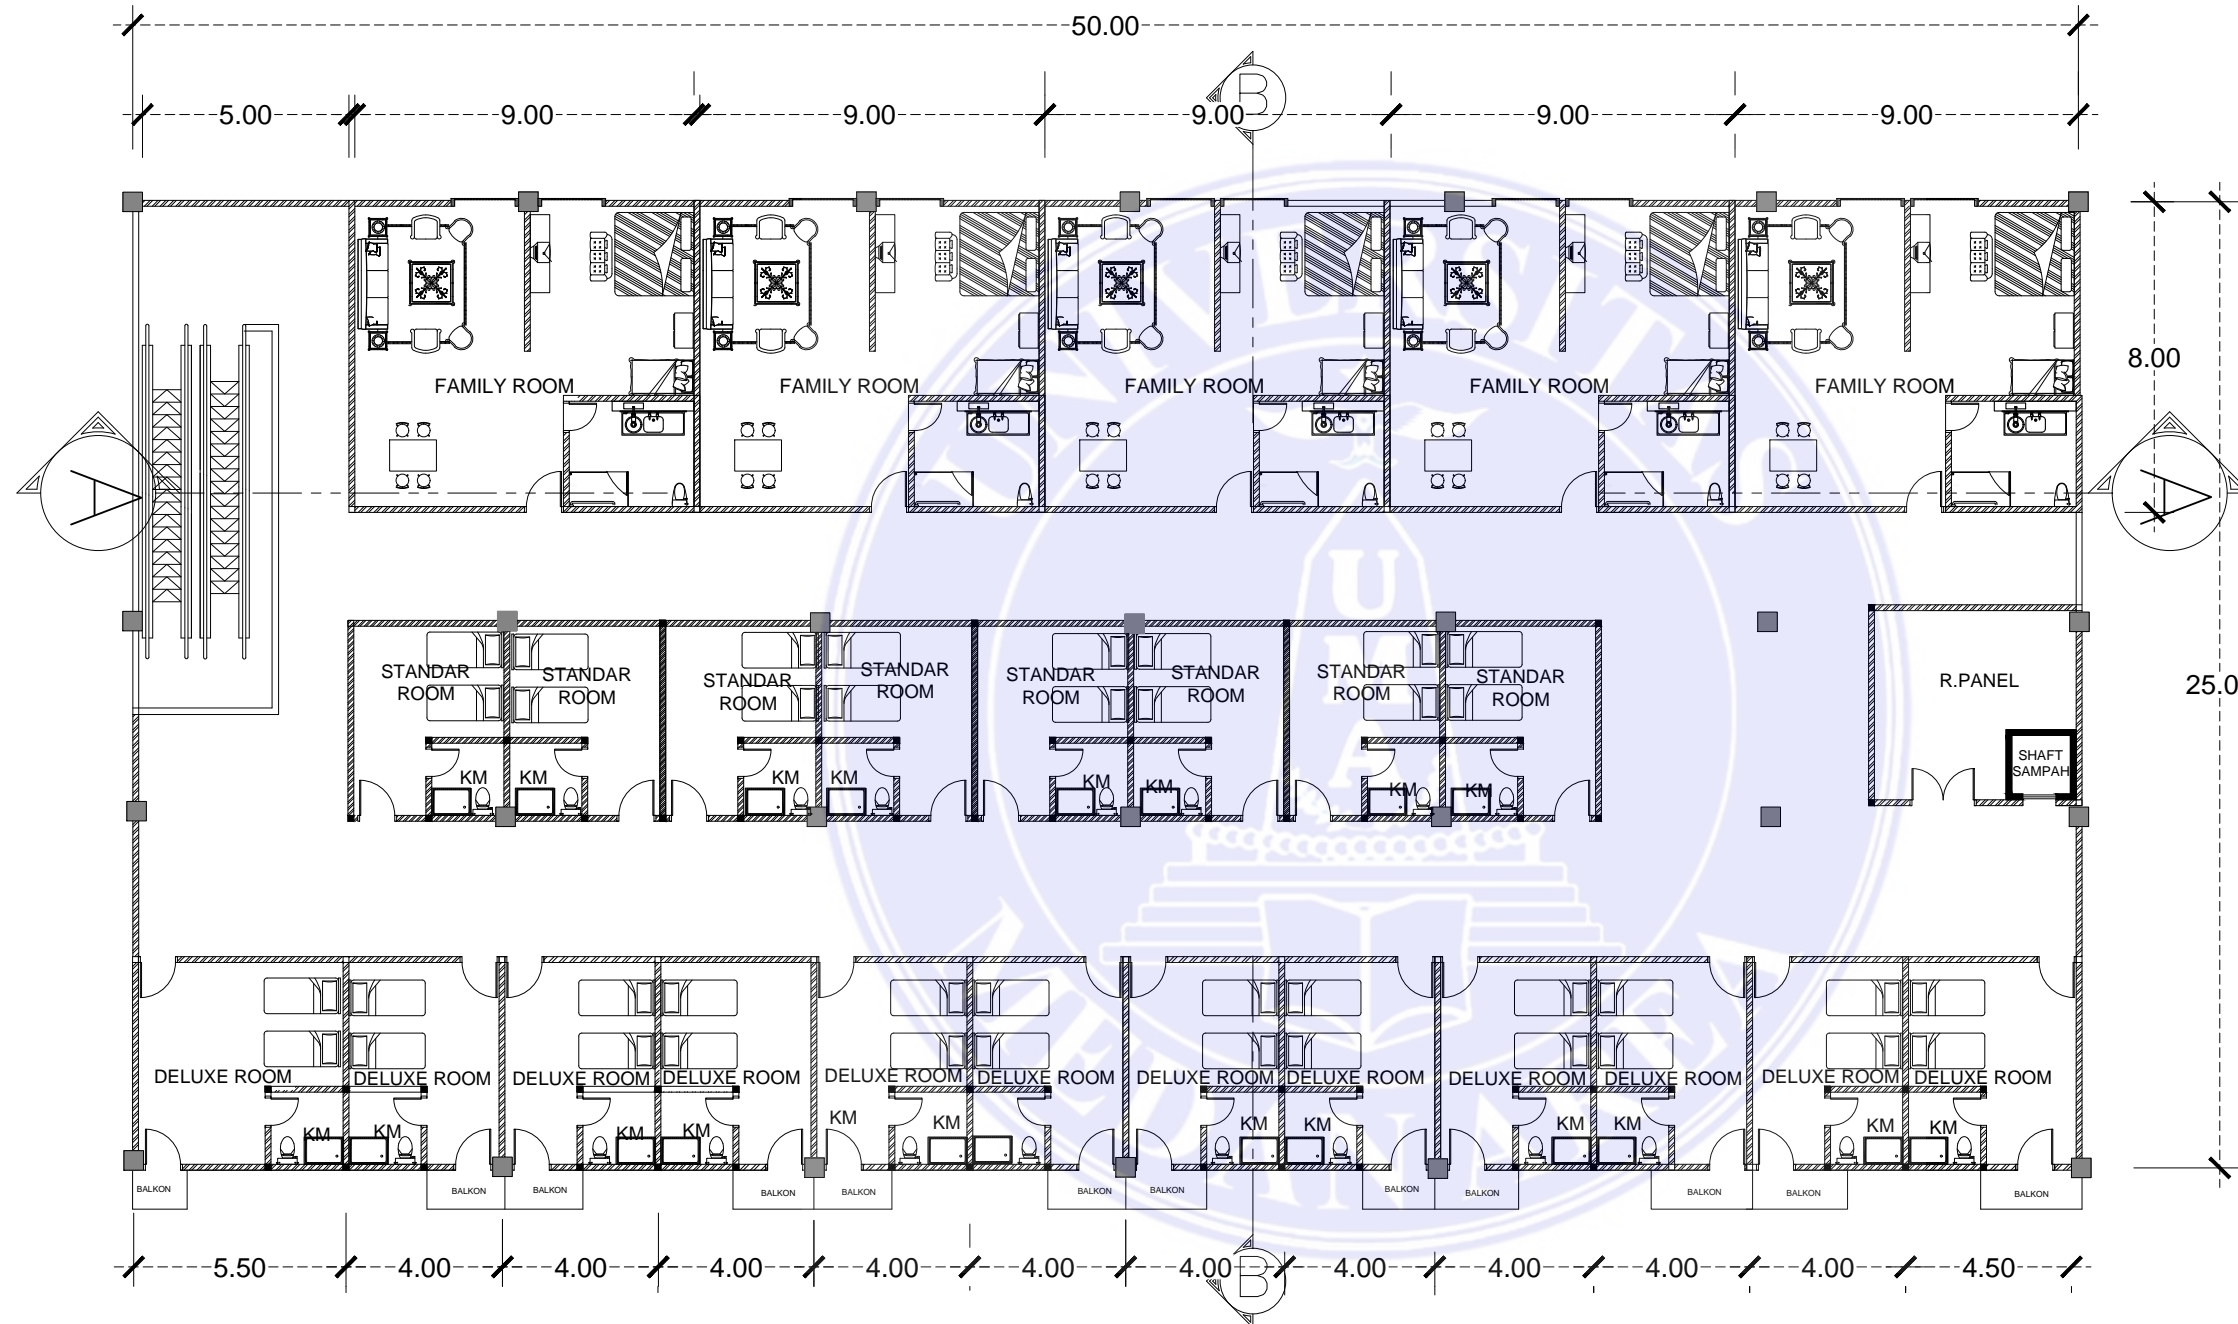 50.00
B
5.00 9.00 9.00 9.00 9.00 9.00
UNIVERSITAS
8.00
FAMILY ROOM FAMILY ROOM FAMILY ROOM FAMILY ROOM FAMILY ROOM
A A
UMA
STANDAR STANDAR STANDAR STANDAR STANDAR STANDAR STANDAR STANDAR
ROOM ROOM ROOM ROOM ROOM ROOM ROOM ROOM
R.PANEL
25.0
SHAFT
SAMPAH
KM KM KM KM KM KM KM KM
MEDAN AREA
DELUXE ROOM DELUXE ROOM DELUXE ROOM DELUXE ROOM DELUXE ROOM DELUXE ROOM DELUXE ROOM DELUXE ROOM DELUXE ROOM DELUXE ROOM DELUXE ROOM DELUXE ROOM
KM KM KM KM KM KM KM KM KM KM KM KM
BALKON BALKON BALKON BALKON BALKON BALKON BALKON BALKON BALKON BALKON BALKON BALKON
5.50 4.00 4.00 4.00 4.00 4.00 4.00 4.00 4.00 4.00 4.00 4.50
B